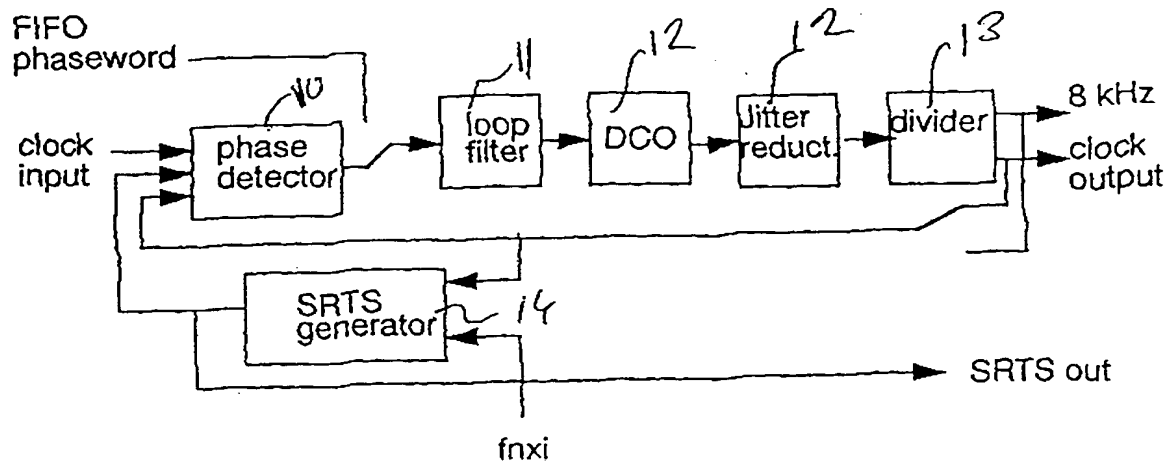 FIFO
phaseword
10
11
12
12
13
clock
input
phase
detector
loop
filter
DCO
Jitter
reduct.
divider
8 kHz
clock
output
SRTS
generator
14
SRTS out
fnxi